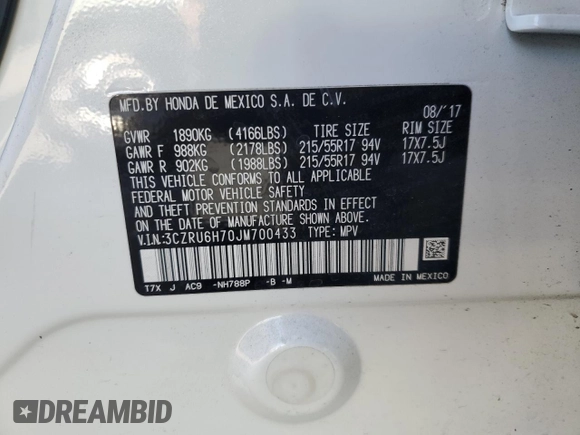 MFD.BY HONDA DE MEXICO S.A. DE C.V.
08/'17
GVWR 1890KG (4166LBS) TIRE SIZE RIM SIZE
GAWR F 988KG (2178LBS) 215/55R17 94V 17X7.5J
GAWR R 902KG (1988LBS) 215/55R17 94V 17X7.5J
THIS VEHICLE CONFORMS TO ALL APPLICABLE
FEDERAL MOTOR VEHICLE SAFETY
AND THEFT PREVENTION STANDARDS IN EFFECT
ON THE DATE OF MANUFACTURE SHOWN ABOVE.
V.I.N.:3CZRU6H70JM700433 TYPE: MPV
T7X J AC9 -NH788P -B -M
MADE IN MEXICO
DREAMBID